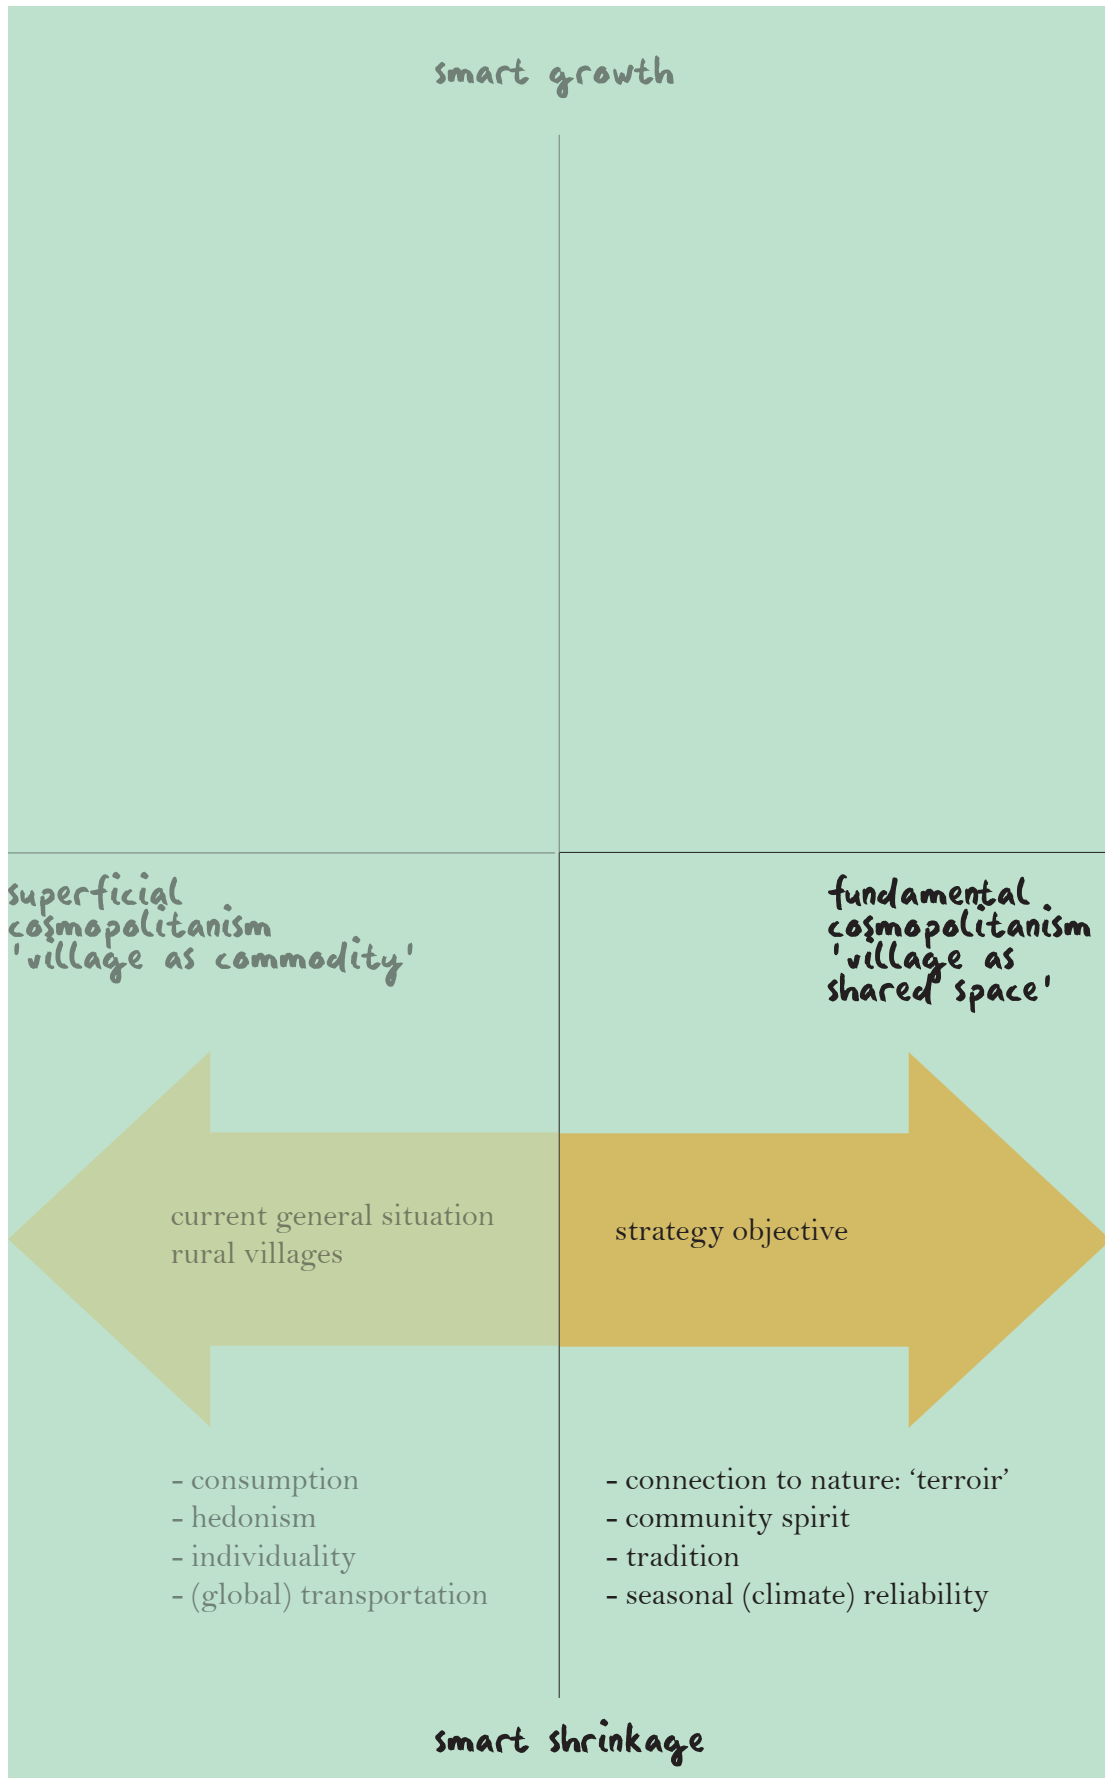 smart growth
superficial
cosmopolitanism
'village as commodity'
fundamental
cosmopolitanism
'village as
shared space'
current general situation
rural villages
strategy objective
- consumption
- hedonism
- individuality
- (global) transportation
- connection to nature: ‘terroir’
- community spirit
- tradition
- seasonal (climate) reliability
smart shrinkage